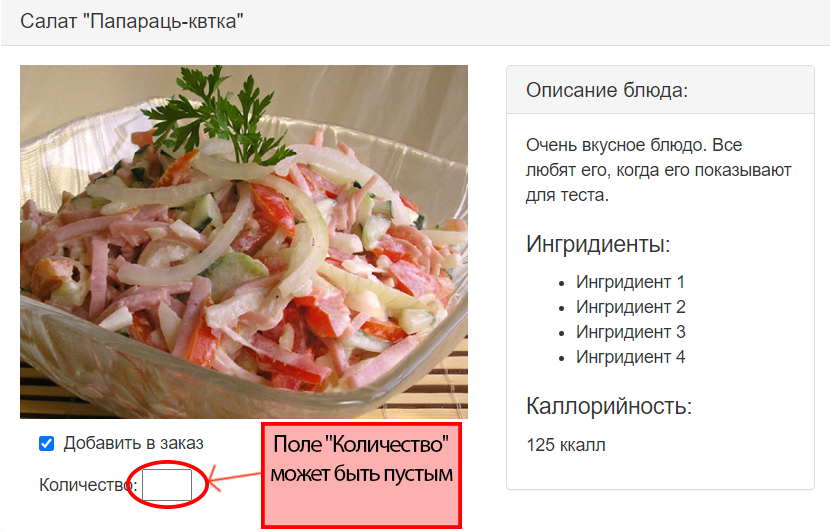 Салат "Папараць-квтка"
Описание блюда:
Очень вкусное блюдо. Все
любят его, когда его показывают
для теста.
Ингридиенты:
Ингридиент 1
Ингридиент 2
Ингридиент 3
Ингридиент 4
Каллорийность:
125 ккалл
Добавить в заказ
Количество:
Поле "Количество"
может быть пустым